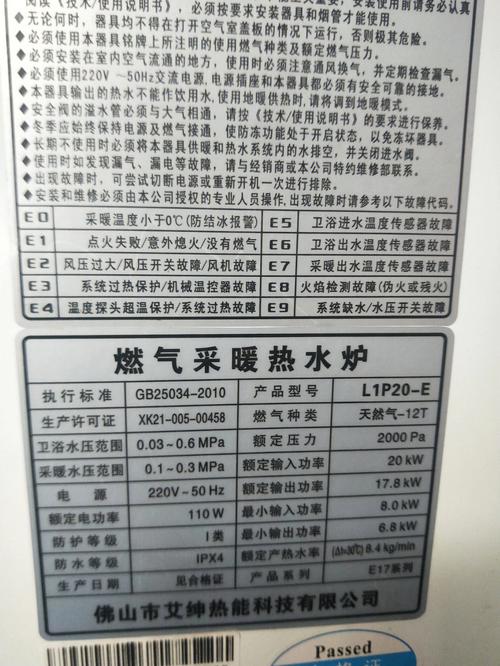 阅读《技术/使用说明书》，必须按要求安装器具和烟管才能使用。
●任何时候，器具均不得在打开空气室盖板的情况下运行，否则极其危险。
●必须使用本器具铭牌上所注明的使用燃气种类及额定燃气压力。
●必须安装在室内空气流通的地方，使用时必须注意通风换气，并定期检查漏气。
●必须使用220V ～50Hz交流电源，电源插座和本器具都必须有安全可靠的接地。
●本器具输出的热水不能作饮用水，使用地暖供热时，请将调到地暖模式。
●安全阀的溢水管必须与大气相通，请按《技术/使用说明书》的要求进行保养。
●冬季应始终保持电源及燃气接通，使防冻功能处于开启状态，以免冻坏器具。
●长期不使用时必须将本器具供暖和热水系统内的水排空，并关闭进水阀。
●使用时如发现漏气、漏电等故障，请与经销商或本公司特约维修部联系。
●出现故障时，可尝试切断电源或重新开机一次进行排除。
●安装和维修必须由本公司授权的专业人员操作，出现故障时请参考以下故障代码。
E0 采暖温度小于0℃(防结冰报警) E5 卫浴进水温度传感器故障
E1 点火失败/意外熄火/没有燃气 E6 卫浴出水温度传感器故障
E2 风压过大/风压开关故障/风机故障 E7 采暖出水温度传感器故障
E3 系统过热保护/机械温控器故障 E8 火焰检测故障(伪火或残火)
E4 温度探头超温保护/系统过热故障 E9 系统缺水/水压开关故障
燃气采暖热水炉
执行标准 GB25034-2010 产品型号 L1P20-E
生产许可证 XK21-005-00458 燃气种类 天然气-12T
卫浴水压范围 0.03~0.6 MPa 额定压力 2000 Pa
采暖水压范围 0.1~0.3 MPa 额定输入功率 20 kW
电源 220V~50 Hz 额定输出功率 17.8 kW
额定电功率 110 W 最小输入功率 8.0 kW
防护等级 I类 最小输出功率 6.8 kW
防水等级 IPX4 额定产热水率 (Δh=30℃) 8.4 kg/min
生产日期 见合格证 产品系列 E17系列
佛山市艾绅热能科技有限公司
Passed